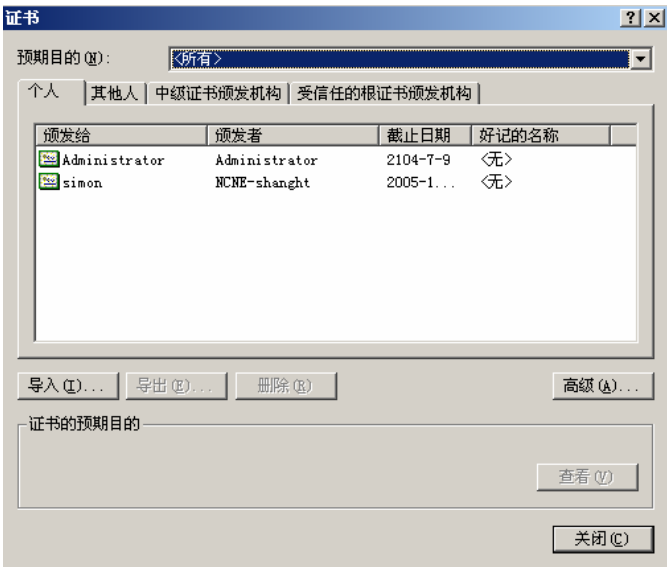 证书
预期目的(N): <所有>
个人 其他人 中级证书颁发机构 受信任的根证书颁发机构
颁发给 颁发者 截止日期 好记的名称
Administrator Administrator 2104-7-9 <无>
simon NCNE-shanght 2005-1... <无>
导入(I)... 导出(E)... 删除(R) 高级(A)...
证书的预期目的
查看(V)
关闭(C)